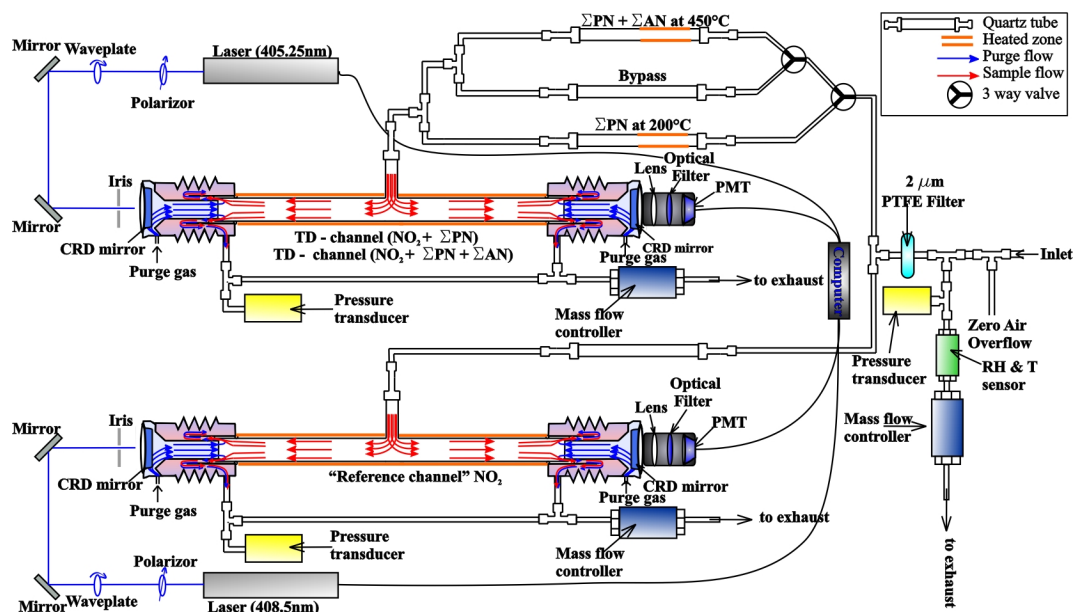 Mirror
Waveplate
Laser (405.25nm)
Polarizor
ΣPN + ΣAN at 450°C
Bypass
ΣPN at 200°C
Quartz tube
Heated zone
Purge flow
Sample flow
3 way valve
Mirror
Iris
CRD mirror
Purge gas
TD - channel (NO₂ + ΣPN)
TD - channel (NO₂ + ΣPN + ΣAN)
Lens
Optical
Filter
PMT
CRD mirror
Purge gas
2 μm
PTFE Filter
Inlet
Pressure
transducer
Mass flow
controller
to exhaust
Computer
Zero Air
Overflow
Pressure
transducer
RH & T
sensor
Mass flow
controller
to exhaust
Mirror
Iris
CRD mirror
Purge gas
“Reference channel” NO₂
Lens
Optical
Filter
PMT
CRD mirror
Purge gas
Pressure
transducer
Mass flow
controller
to exhaust
Mirror
Waveplate
Polarizor
Laser (408.5nm)